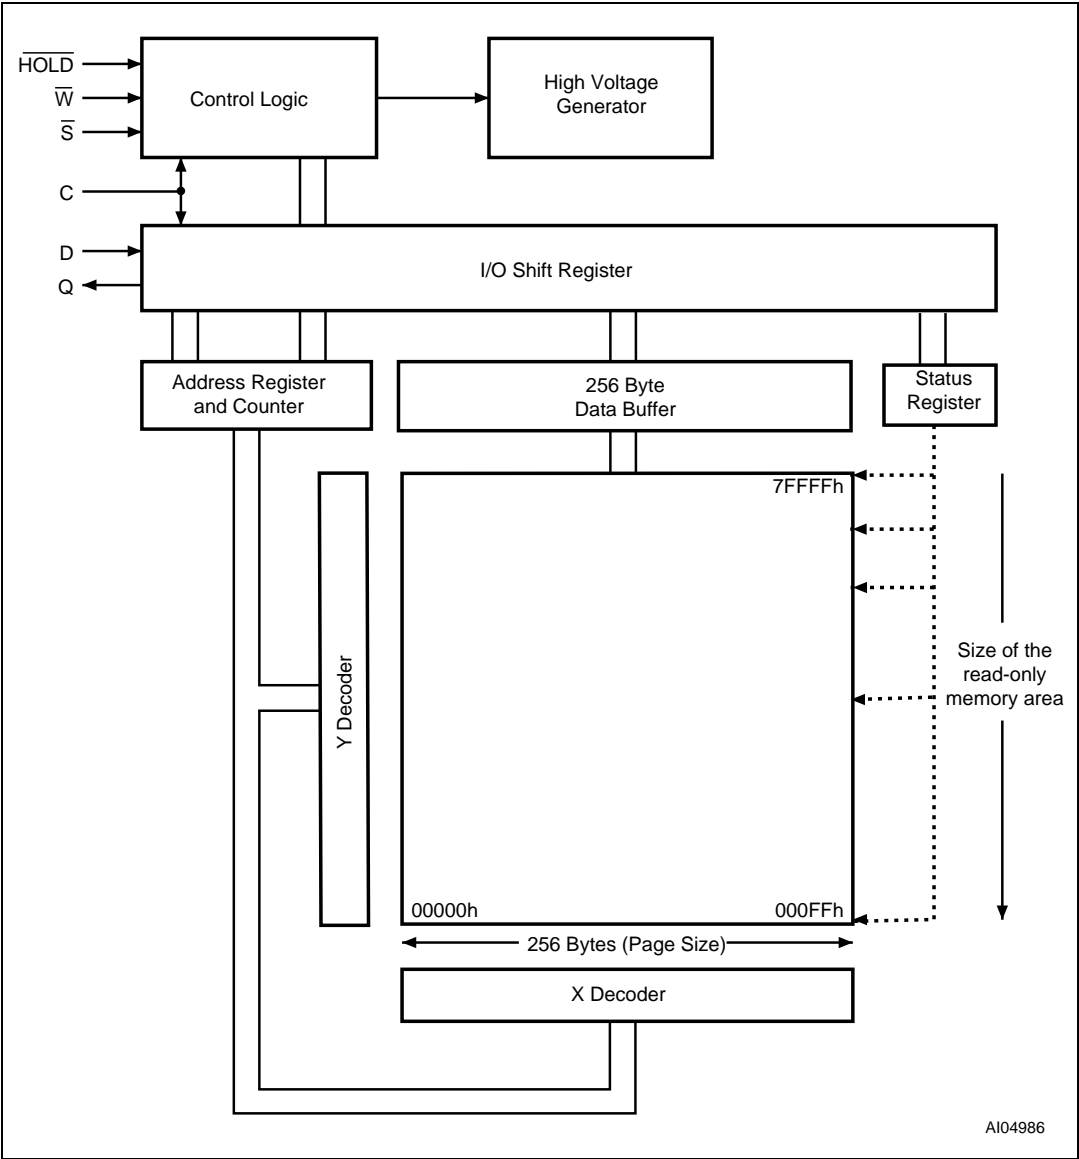 HOLD
W
S
C
D
Q
Control Logic
High Voltage
Generator
I/O Shift Register
Address Register
and Counter
256 Byte
Data Buffer
Status
Register
7FFFFh
Y Decoder
Size of the
read-only
memory area
00000h
000FFh
256 Bytes (Page Size)
X Decoder
AI04986